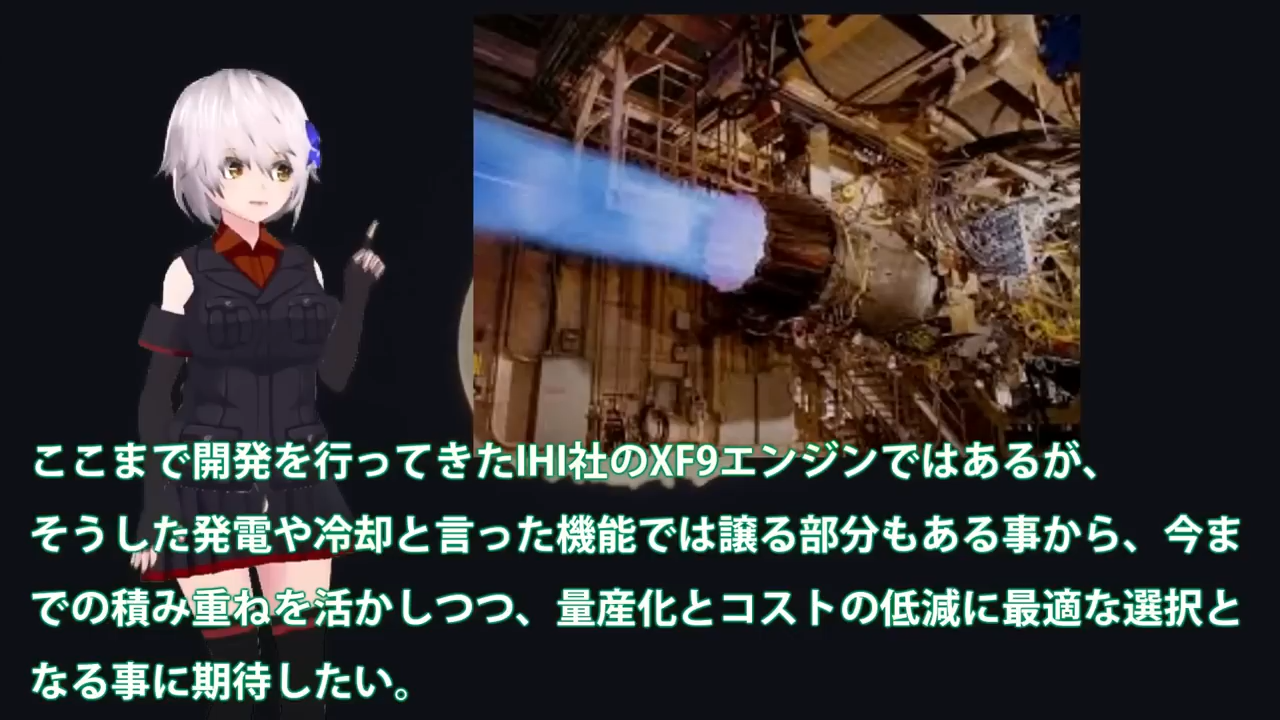 ここまで開発を行ってきたIHI社のXF9エンジンではあるが、
そうした発電や冷却と言った機能では譲る部分もある事から、今ま
での積み重ねを活かしつつ、量産化とコストの低減に最適な選択と
なる事に期待したい。